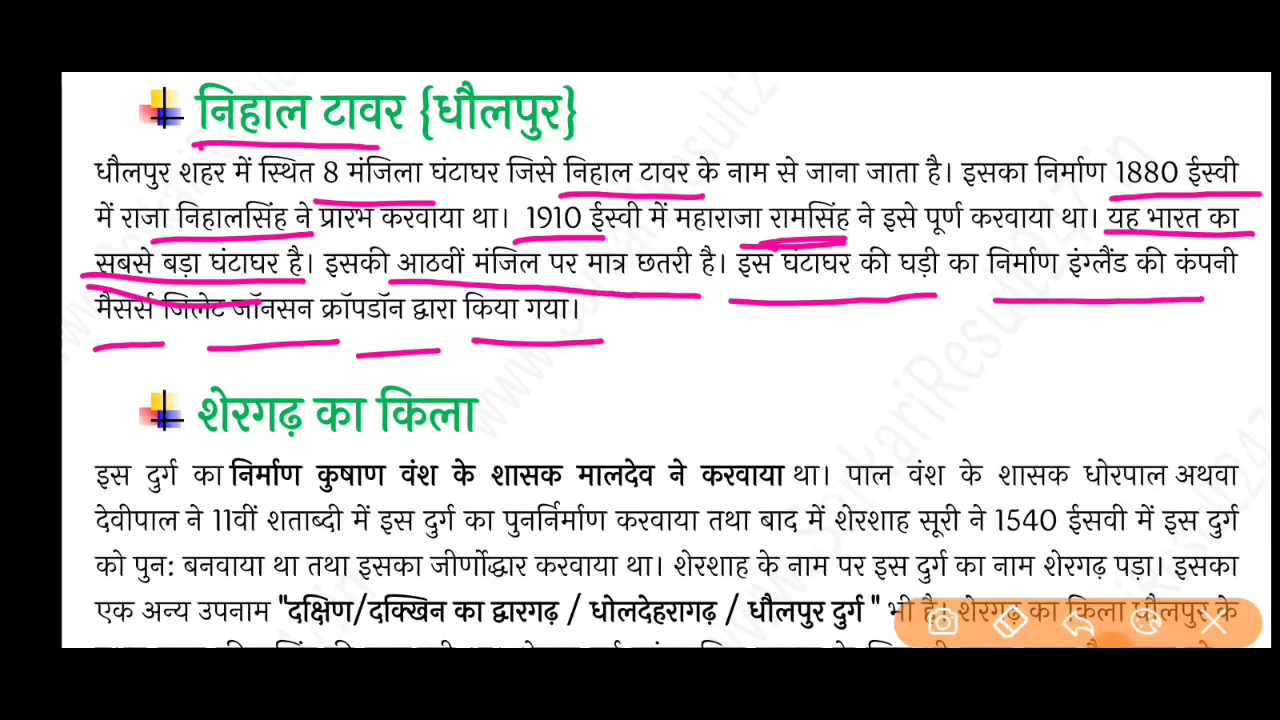 निहाल टावर {धौलपुर}
धौलपुर शहर में स्थित 8 मंजिला घंटाघर जिसे निहाल टावर के नाम से जाना जाता है। इसका निर्माण 1880 ईस्वी
में राजा निहालसिंह ने प्रारभ करवाया था। 1910 ईस्वी में महाराजा रामसिंह ने इसे पूर्ण करवाया था। यह भारत का
सबसे बड़ा घंटाघर है। इसकी आठवीं मंजिल पर मात्र छतरी है। इस घंटाघर की घड़ी का निर्माण इंग्लैंड की कंपनी
मैसर्स जिलेट जॉनसन क्रॉपडॉन द्वारा किया गया।
शेरगढ़ का किला
इस दुर्ग का निर्माण कुषाण वंश के शासक मालदेव ने करवाया था। पाल वंश के शासक धोरपाल अथवा
देवीपाल ने 11वीं शताब्दी में इस दुर्ग का पुनर्निर्माण करवाया तथा बाद में शेरशाह सूरी ने 1540 ईसवी में इस दुर्ग
को पुन: बनवाया था तथा इसका जीर्णोद्धार करवाया था। शेरशाह के नाम पर इस दुर्ग का नाम शेरगढ़ पड़ा। इसका
एक अन्य उपनाम "दक्षिण/दक्खिन का द्वारगढ़ / धोलदेहरागढ़ / धौलपुर दुर्ग " भी है। शेरगढ़ का किला धौलपुर के